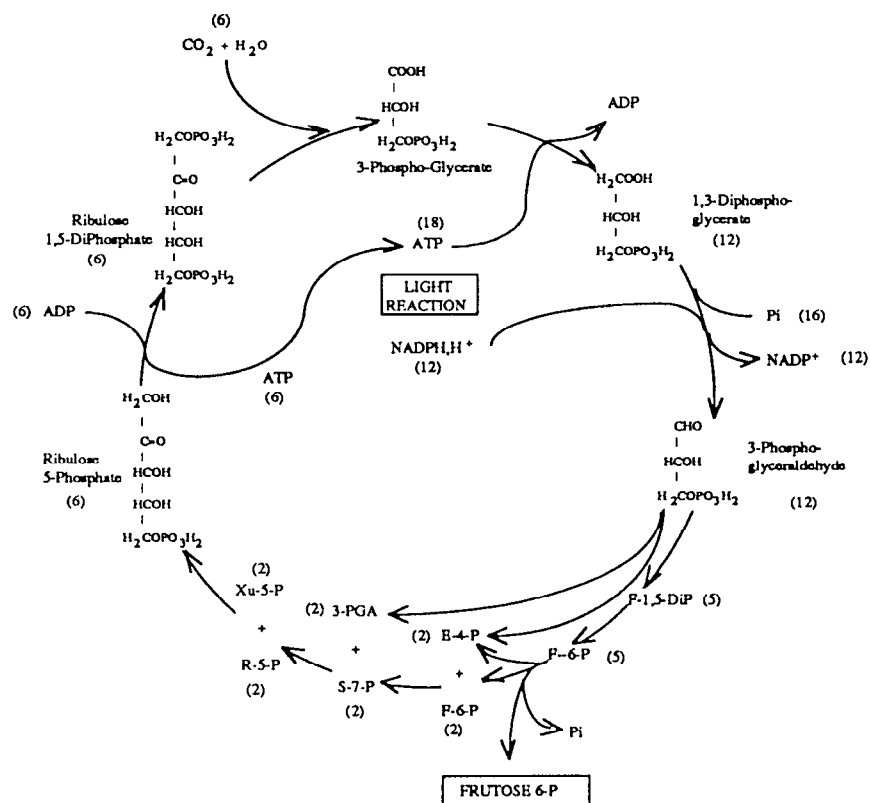 (6)
CO2 + H2O
COOH
HCOH
H2COPO3H2
3-Phospho-Glycerate
ADP
H2COPO3H2
C=O
HCOH
HCOH
H2COPO3H2
Ribulose
1,5-DiPhosphate
(6)
H2COOH
HCOH
H2COPO3H2
1,3-Diphospho-
glycerate
(12)
(18)
ATP
LIGHT
REACTION
(6) ADP
NADPH,H+
(12)
Pi (16)
NADP+ (12)
ATP
(6)
H2COH
C=O
HCOH
HCOH
H2COPO3H2
Ribulose
5-Phosphate
(6)
CHO
HCOH
H2COPO3H2
3-Phospho-
glyceraldehyde
(12)
(2)
Xu-5-P
+
R-5-P
(2)
(2) 3-PGA
+
S-7-P
(2)
(2) E-4-P
+
F-6-P
(2)
F-1,5-DiP (5)
F-6-P (5)
Pi
FRUTOSE 6-P